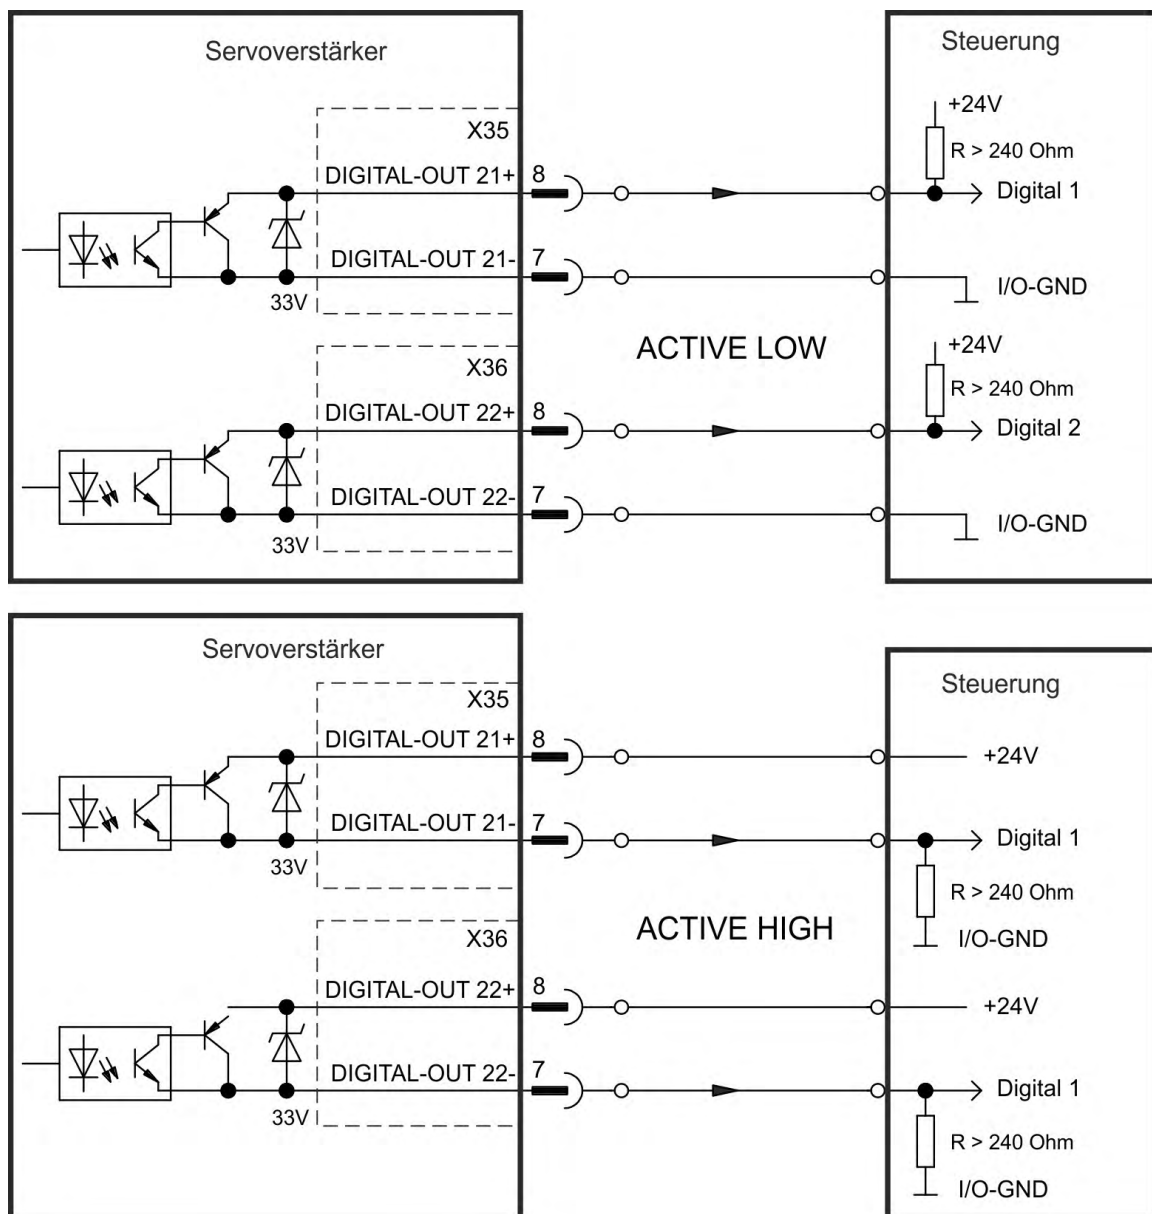 Servoverstärker
Steuerung
+24V
X35
R > 240 Ohm
DIGITAL-OUT 21+
8
Digital 1
DIGITAL-OUT 21-
7
33V
I/O-GND
ACTIVE LOW
+24V
X36
R > 240 Ohm
DIGITAL-OUT 22+
8
Digital 2
DIGITAL-OUT 22-
7
33V
I/O-GND
Servoverstärker
Steuerung
X35
DIGITAL-OUT 21+
8
+24V
DIGITAL-OUT 21-
7
Digital 1
33V
R > 240 Ohm
ACTIVE HIGH
X36
I/O-GND
DIGITAL-OUT 22+
8
+24V
DIGITAL-OUT 22-
7
Digital 1
33V
R > 240 Ohm
I/O-GND